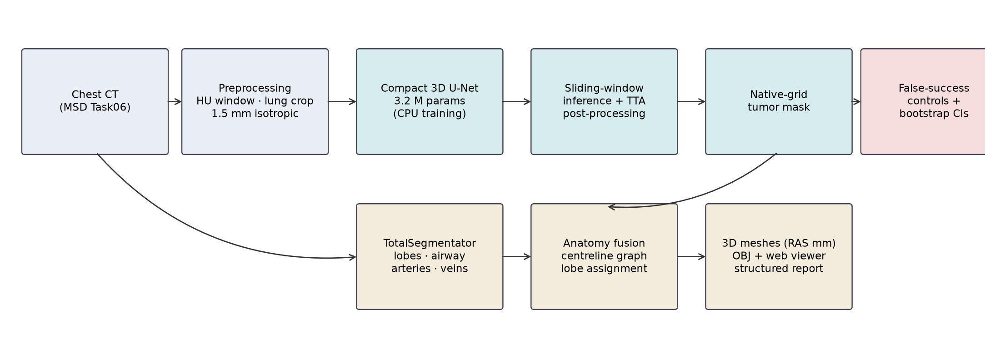 Chest CT
(MSD Task06)
Preprocessing
HU window · lung crop
1.5 mm isotropic
Compact 3D U-Net
3.2 M params
(CPU training)
Sliding-window
inference + TTA
post-processing
Native-grid
tumor mask
False-success
controls +
bootstrap CIs
TotalSegmentator
lobes · airway
arteries · veins
Anatomy fusion
centreline graph
lobe assignment
3D meshes (RAS mm)
OBJ + web viewer
structured report